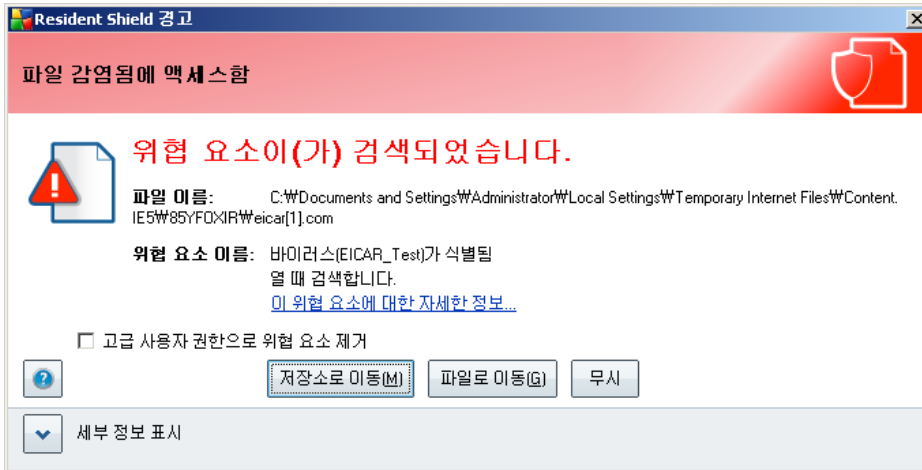 Resident Shield 경고
파일 감염됨에 액세스함
위협 요소이(가) 검색되었습니다.
파일 이름: C:₩Documents and Settings₩Administrator₩Local Settings₩Temporary Internet Files₩Content.
IE5₩85YFOXIR₩eicar[1].com
위협 요소 이름: 바이러스(EICAR_Test)가 식별됨
열 때 검색합니다.
이 위협 요소에 대한 자세한 정보...
고급 사용자 권한으로 위협 요소 제거
저장소로 이동(M) 파일로 이동(G) 무시
세부 정보 표시